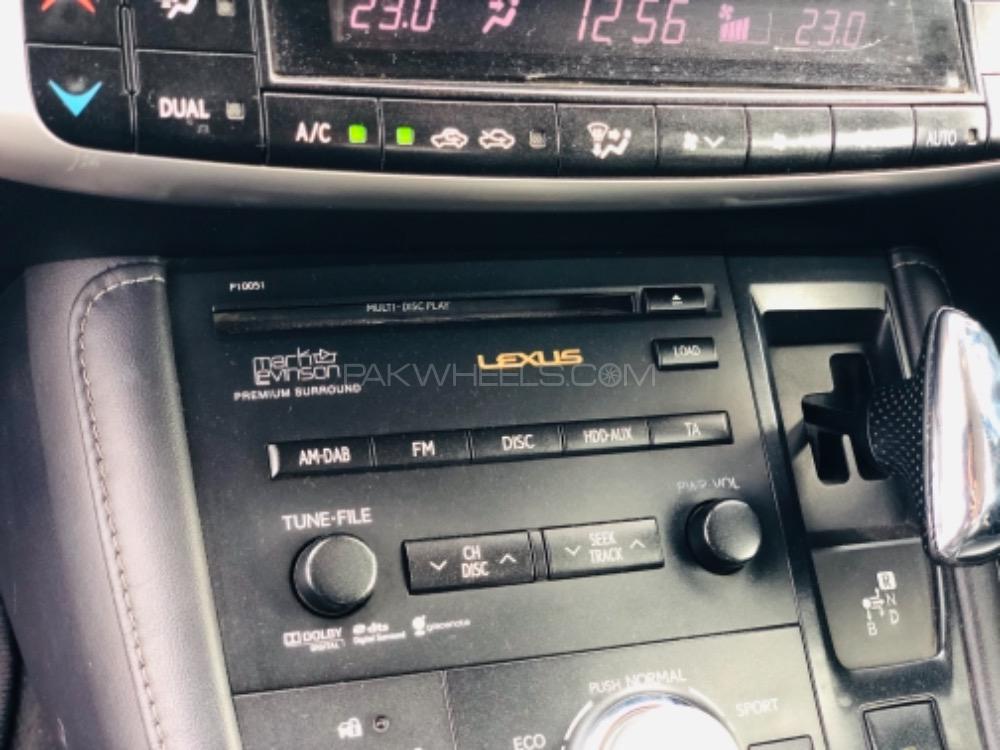 23.0 12:56 23.0
DUAL
A/C
AUTO
P10051
MULTI-DISC PLAY
mark levinson
PREMIUM SURROUND
LEXUS
LOAD
PAKWHEELS.COM
AM·DAB FM DISC HDD·AUX TA
PWR·VOL
TUNE·FILE
CH DISC
SEEK TRACK
DOLBY DIGITAL
dts Digital Surround
gracenote
R
N
B D
PUSH NORMAL
ECO SPORT